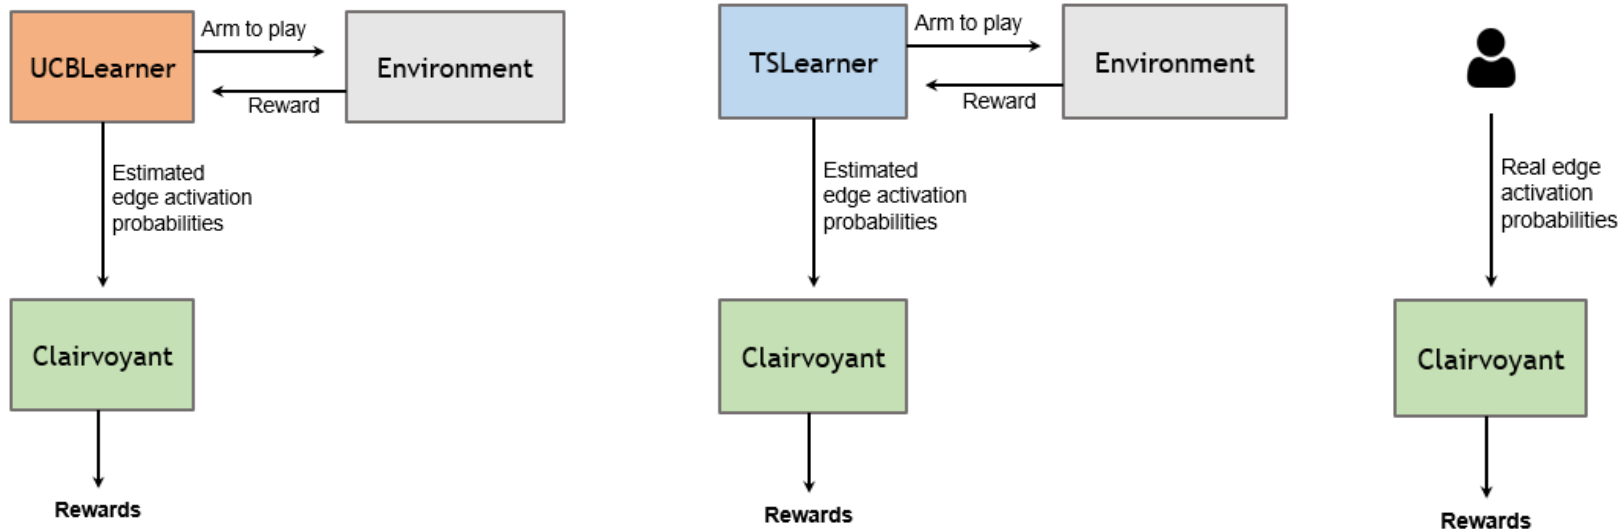 UCBLearner
Arm to play
Reward
Environment
Estimated
edge activation
probabilities
Clairvoyant
Rewards
TSLearner
Arm to play
Reward
Environment
Estimated
edge activation
probabilities
Clairvoyant
Rewards
Real edge
activation
probabilities
Clairvoyant
Rewards